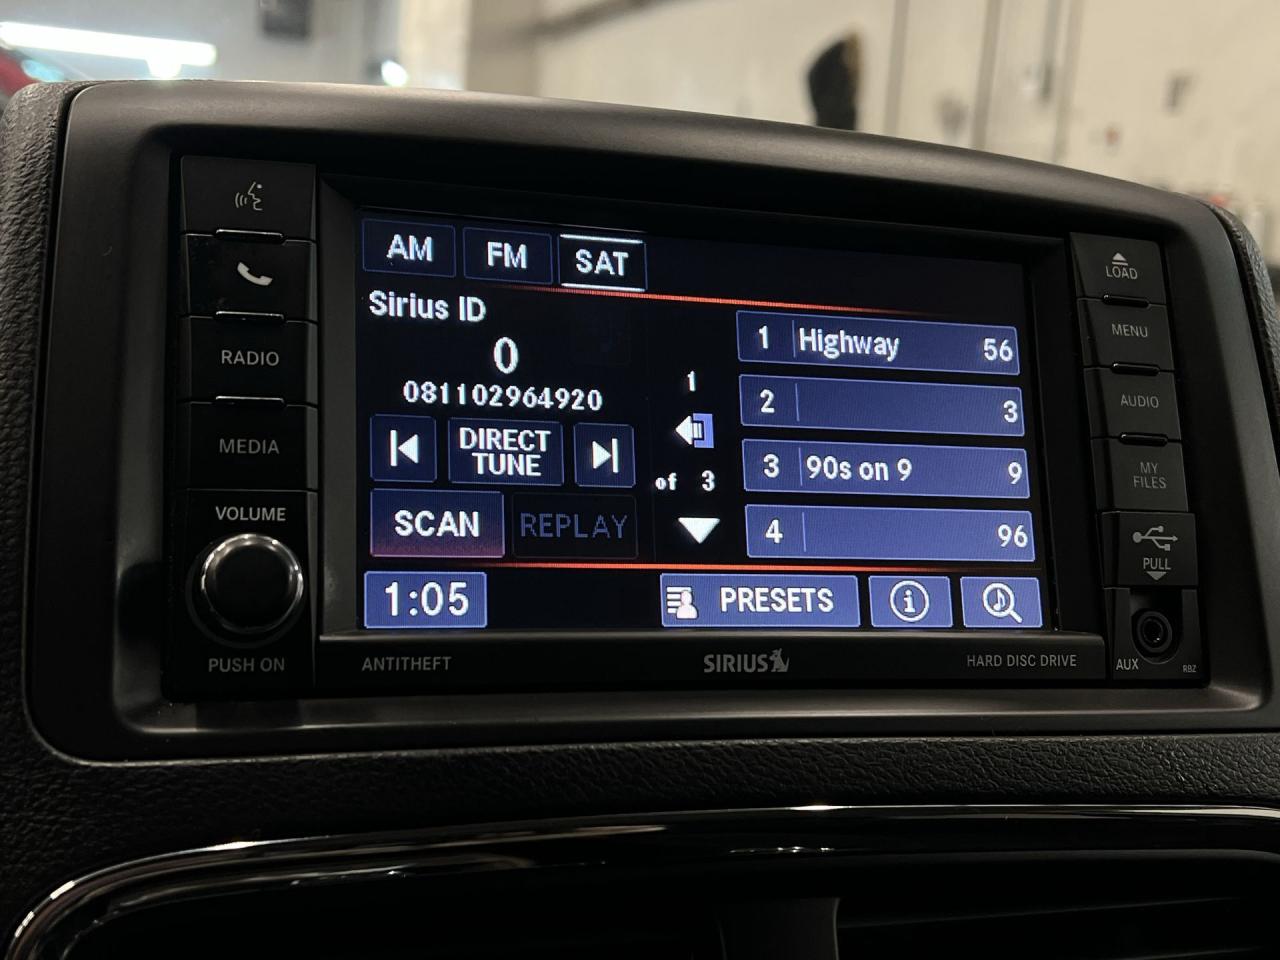 AM FM SAT
Sirius ID
0
081102964920
DIRECT
TUNE
SCAN REPLAY
1:05
1
of 3
1 Highway 56
2 3
3 90s on 9 9
4 96
PRESETS i
RADIO
MEDIA
VOLUME
PUSH ON
LOAD
MENU
AUDIO
MY
FILES
PULL
AUX RBZ
ANTITHEFT SIRIUS HARD DISC DRIVE